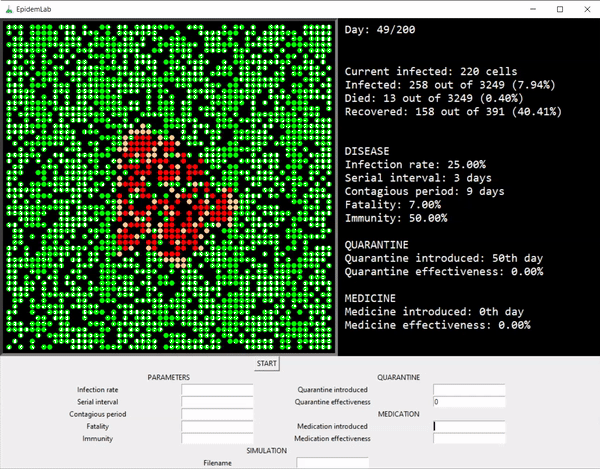 EpidemLab
Day: 49/200
Current infected: 220 cells
Infected: 258 out of 3249 (7.94%)
Died: 13 out of 3249 (0.40%)
Recovered: 158 out of 391 (40.41%)
DISEASE
Infection rate: 25.00%
Serial interval: 3 days
Contagious period: 9 days
Fatality: 7.00%
Immunity: 50.00%
QUARANTINE
Quarantine introduced: 50th day
Quarantine effectiveness: 0.00%
MEDICINE
Medicine introduced: 0th day
Medicine effectiveness: 0.00%
START
PARAMETERS QUARANTINE
Infection rate Quarantine introduced
Serial interval Quarantine effectiveness 0
Contagious period MEDICATION
Fatality Medication introduced
Immunity Medication effectiveness
SIMULATION
Filename